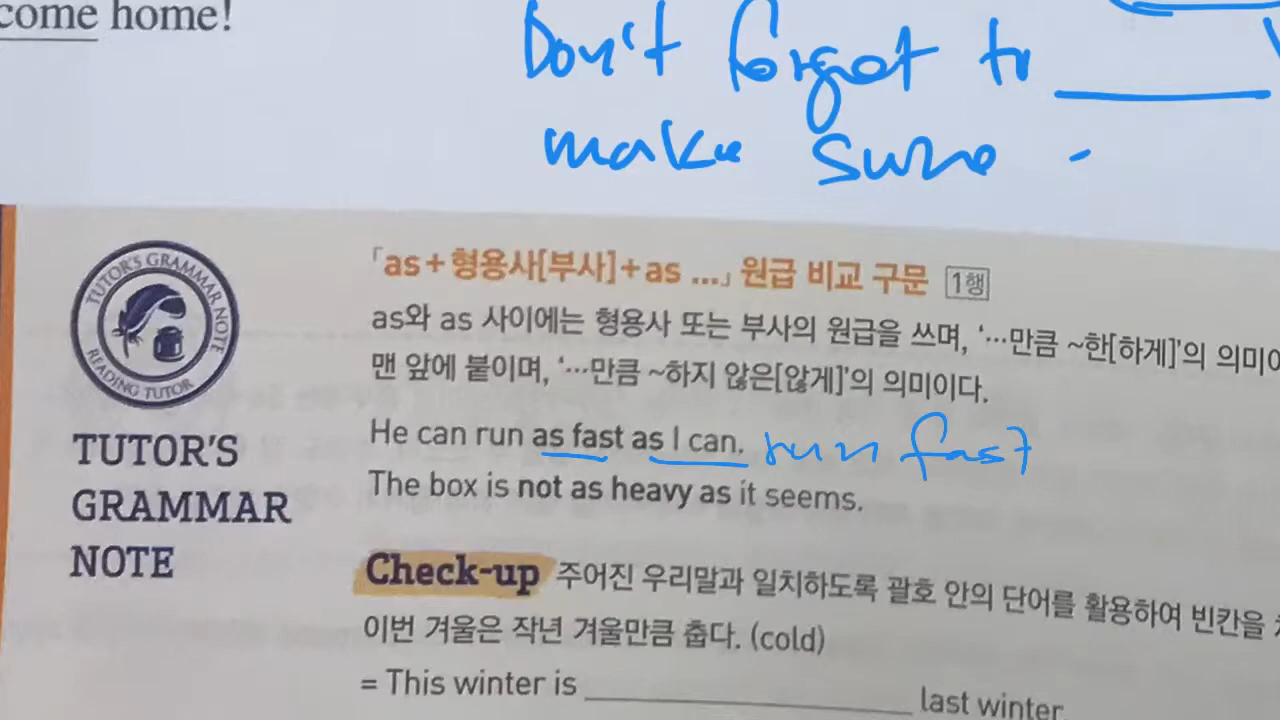 come home!
Don't forget to
make sure
TUTOR'S GRAMMAR NOTE
READING TUTOR
TUTOR'S
GRAMMAR
NOTE
「as+형용사[부사]+as ...」 원급 비교 구문 1행
as와 as 사이에는 형용사 또는 부사의 원급을 쓰며, '…만큼 ~한[하게]'의 의미
맨 앞에 붙이며, '…만큼 ~하지 않은[않게]'의 의미이다.
He can run as fast as I can. run fast
The box is not as heavy as it seems.
Check-up 주어진 우리말과 일치하도록 괄호 안의 단어를 활용하여 빈칸을
이번 겨울은 작년 겨울만큼 춥다. (cold)
= This winter is ____________ last winter.